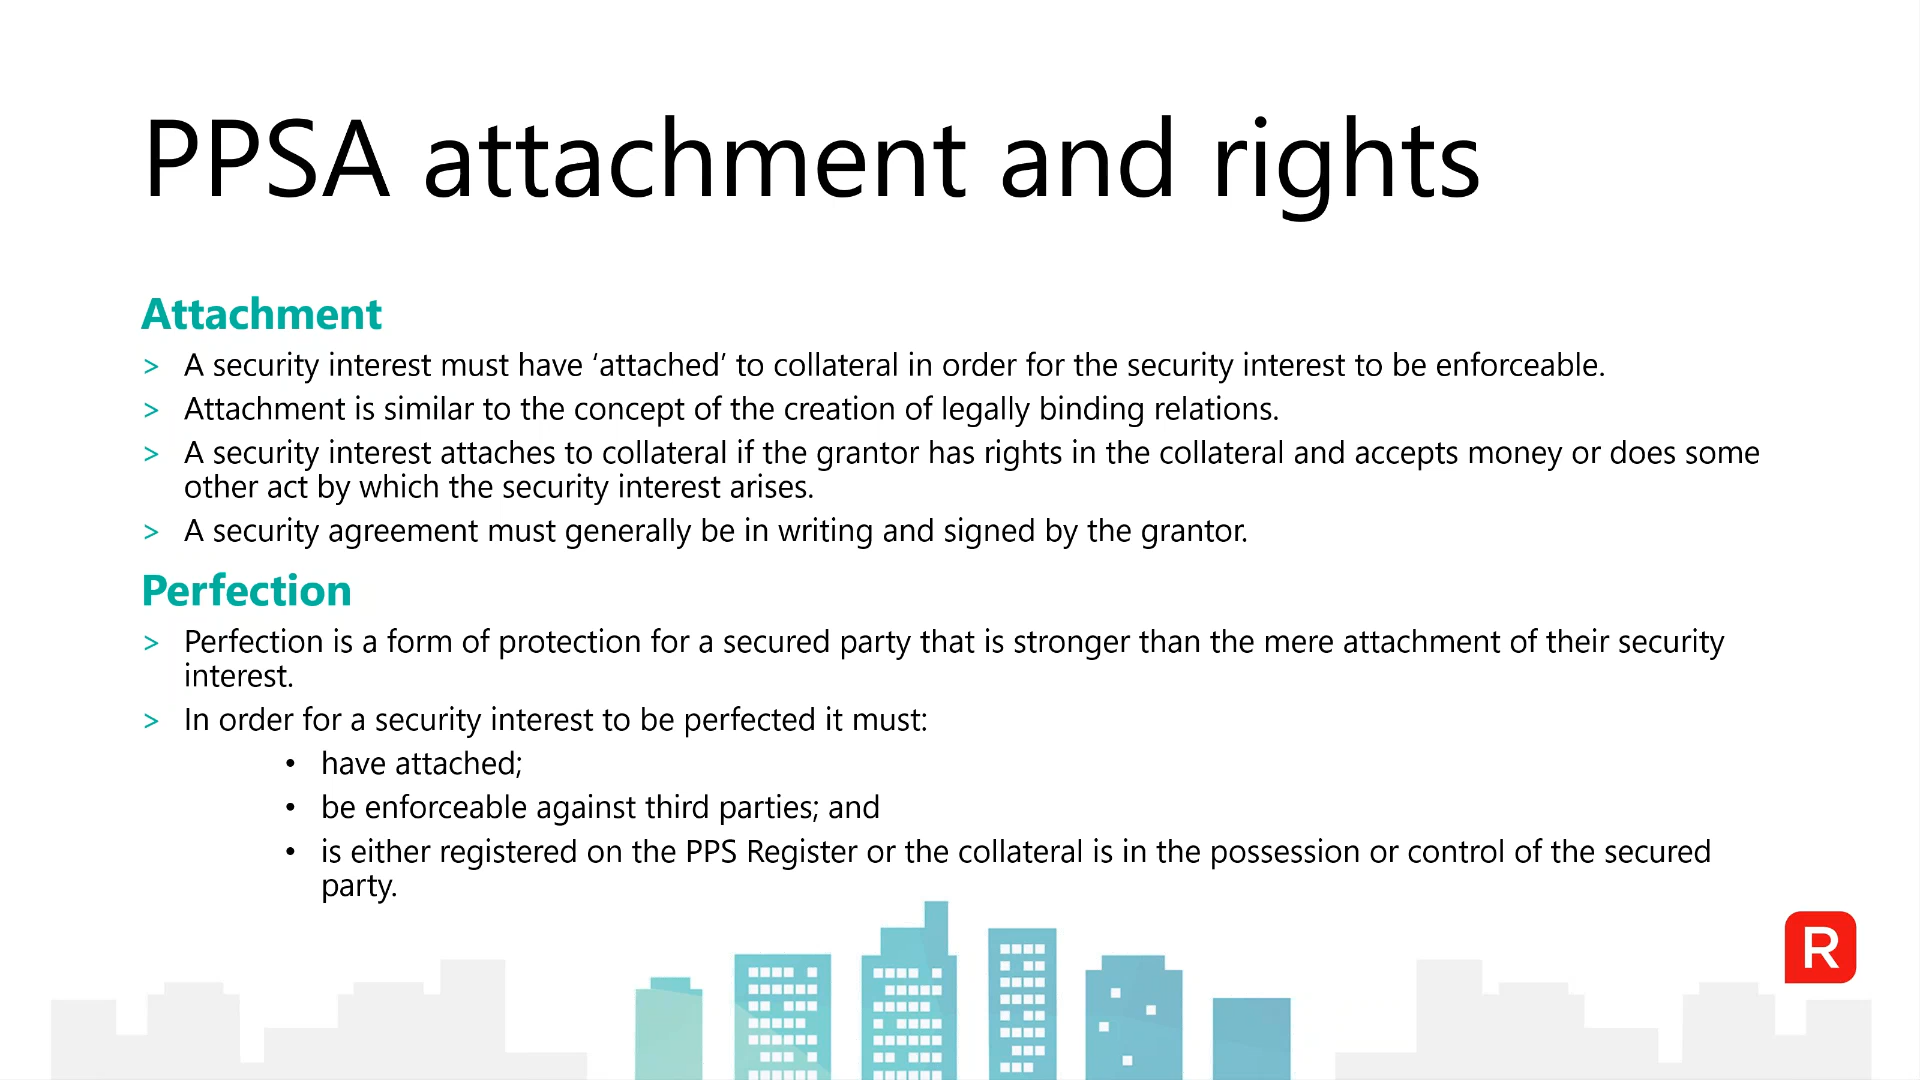 PPSA attachment and rights
Attachment
> A security interest must have ‘attached’ to collateral in order for the security interest to be enforceable.
> Attachment is similar to the concept of the creation of legally binding relations.
> A security interest attaches to collateral if the grantor has rights in the collateral and accepts money or does some
other act by which the security interest arises.
> A security agreement must generally be in writing and signed by the grantor.
Perfection
> Perfection is a form of protection for a secured party that is stronger than the mere attachment of their security
interest.
> In order for a security interest to be perfected it must:
• have attached;
• be enforceable against third parties; and
• is either registered on the PPS Register or the collateral is in the possession or control of the secured
party.
R